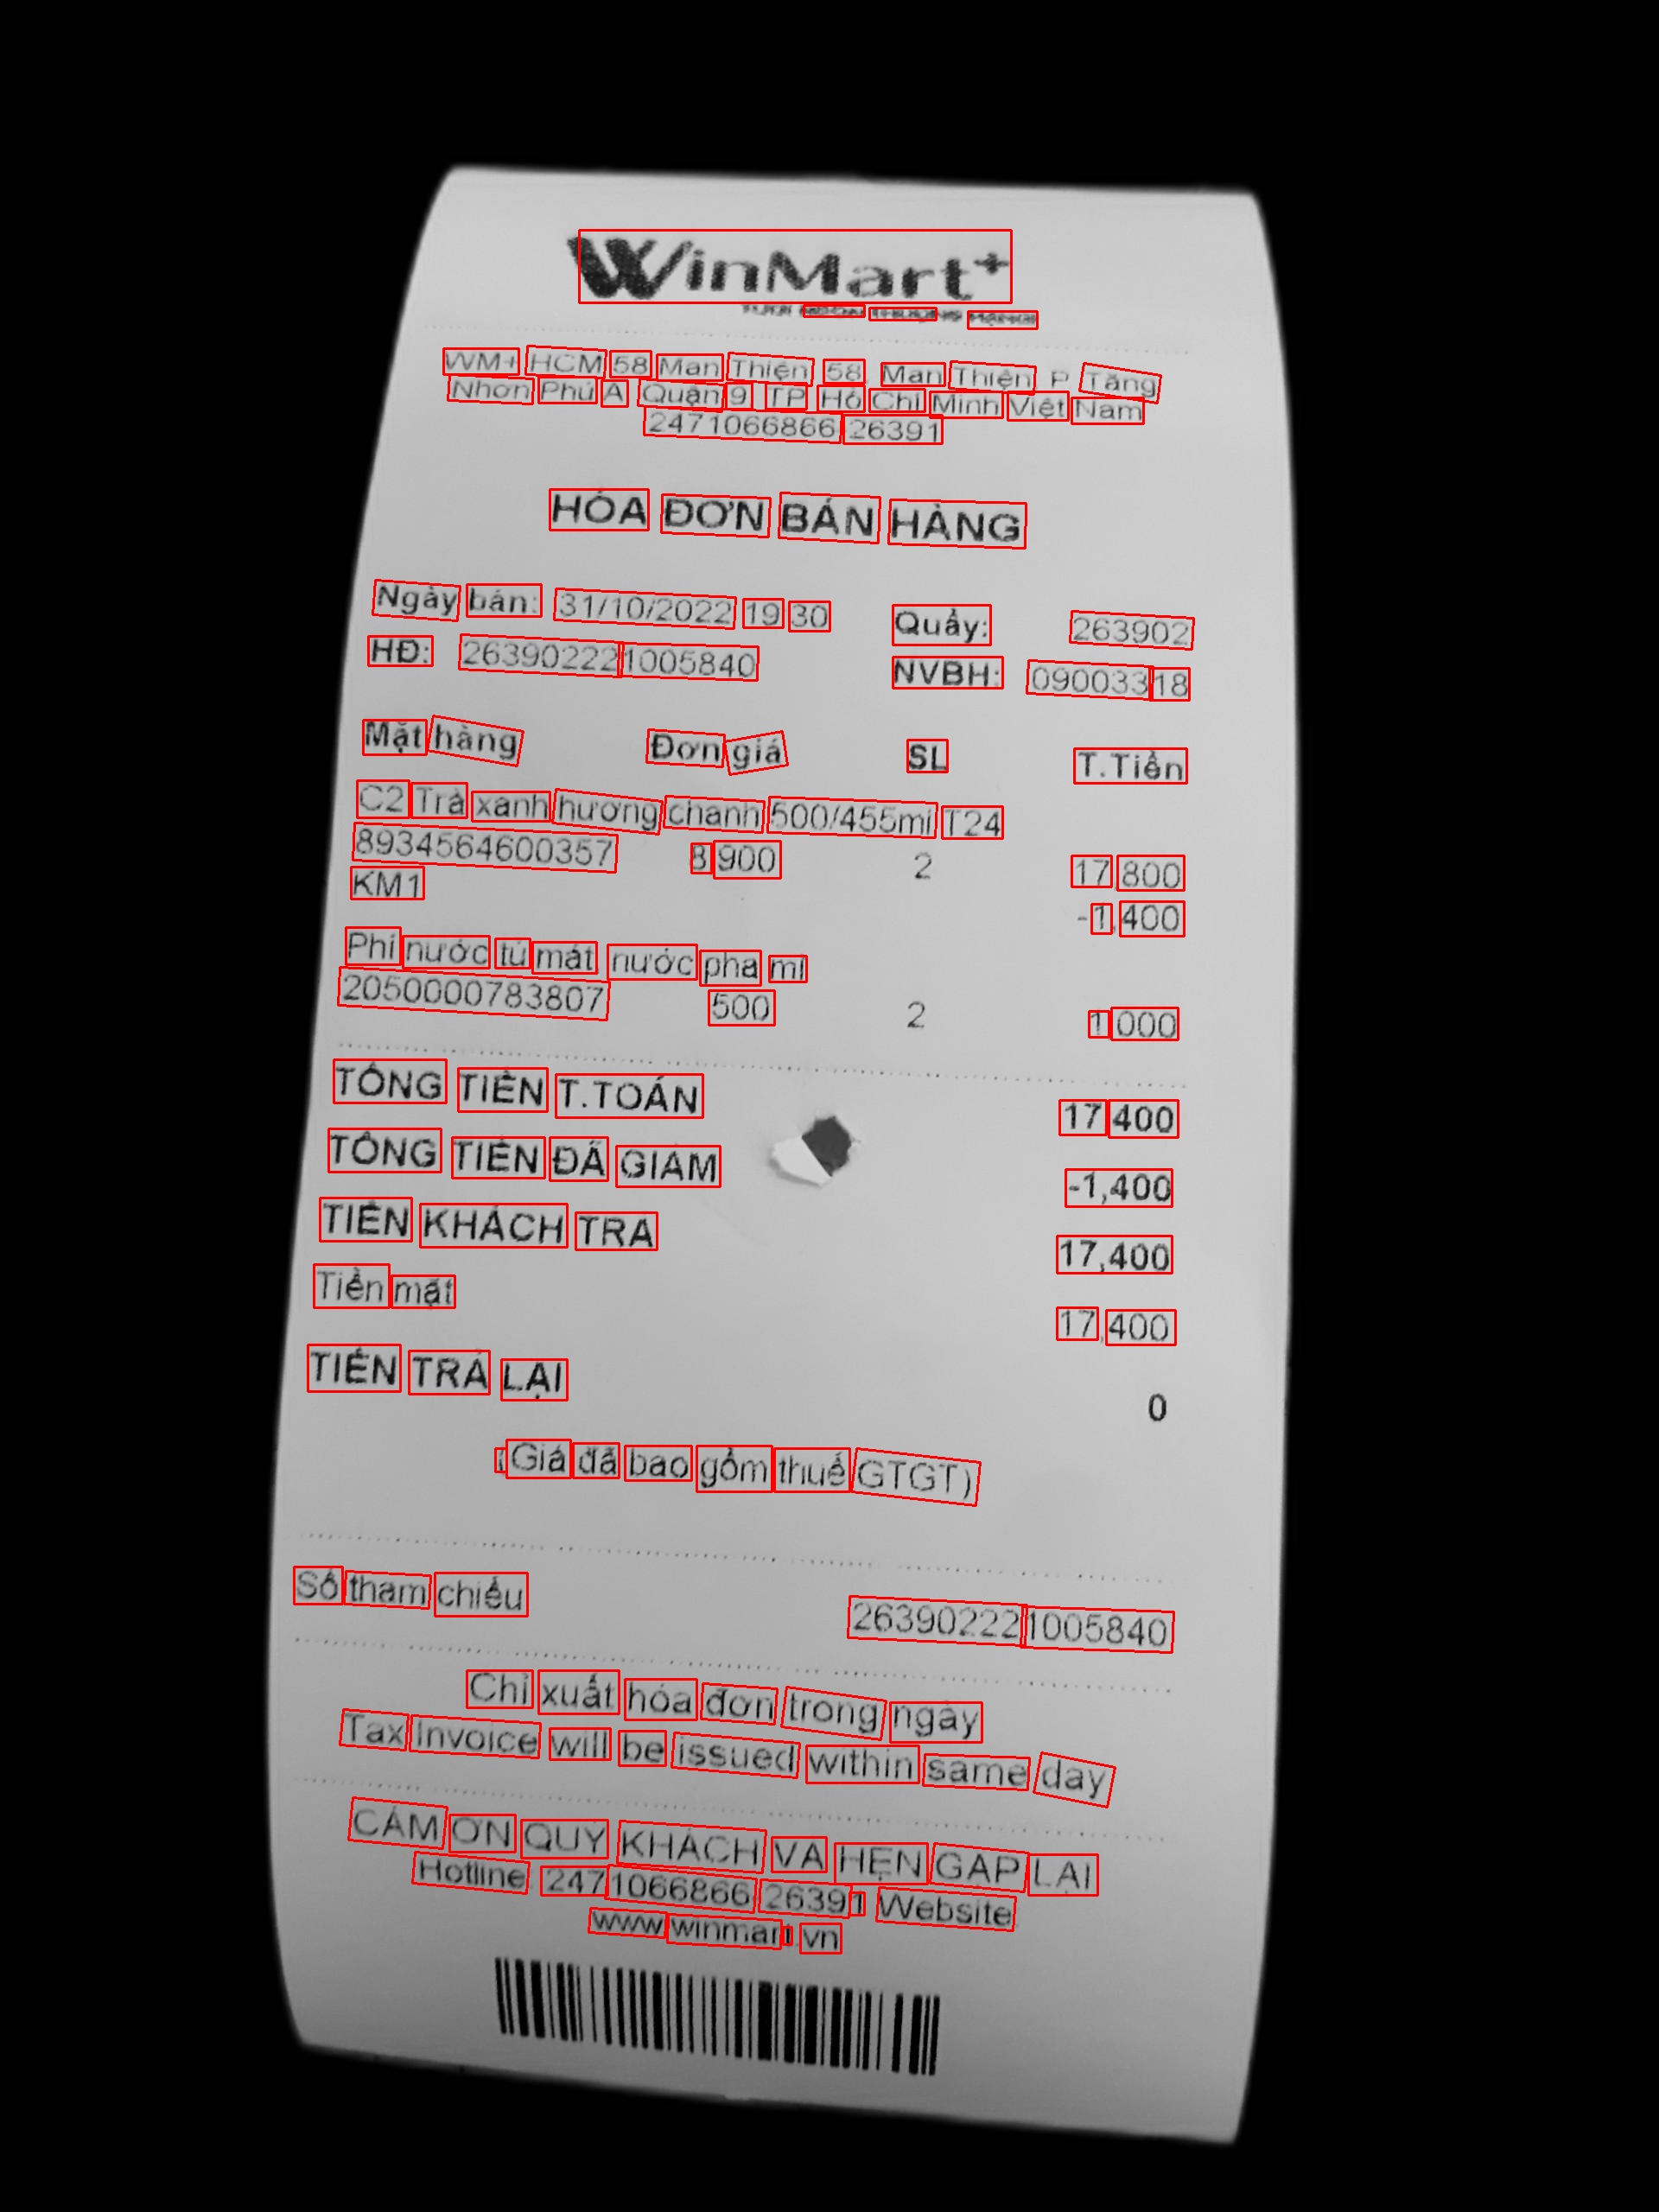 WinMart+
WM+ HCM 58 Man Thiện 58 Man Thiện P Tăng
Nhơn Phú A Quận 9 TP Hồ Chí Minh Việt Nam
2471066866 26391
HÓA ĐƠN BÁN HÀNG
Ngày bán: 31/10/2022 19 30 Quầy: 263902
HĐ: 263902221005840 NVBH: 09003318
Mặt hàng Đơn giá SL T.Tiền
C2 Trà xanh hương chanh 500/455ml T24
8934564600357 8,900 2 17,800
KM1 -1,400
Phí nước tủ mát nước pha mì
2050000783807 500 2 1,000
TỔNG TIỀN T.TOÁN 17,400
TỔNG TIỀN ĐÃ GIẢM -1,400
TIỀN KHÁCH TRẢ 17,400
Tiền mặt 17,400
TIỀN TRẢ LẠI 0
(Giá đã bao gồm thuế GTGT)
Số tham chiếu 263902221005840
Chỉ xuất hóa đơn trong ngày
Tax Invoice will be issued within same day
CẢM ƠN QUÝ KHÁCH VÀ HẸN GẶP LẠI
Hotline 2471066866 26391 Website
www.winmart.vn